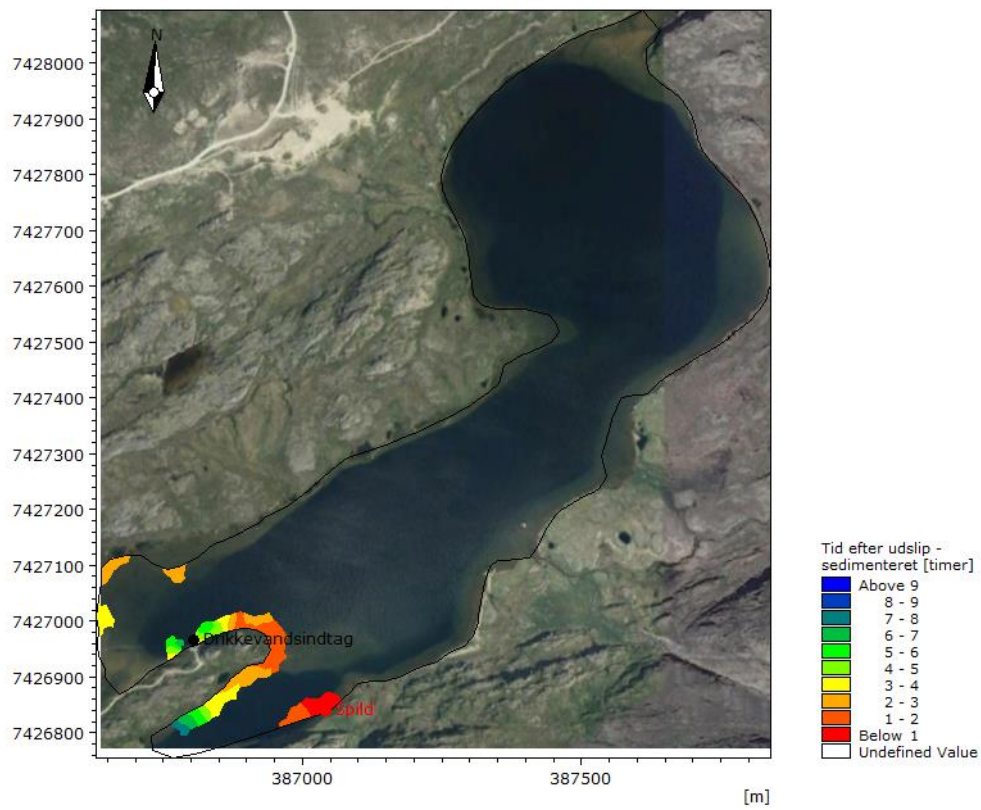 N
7428000
7427900
7427800
7427700
7427600
7427500
7427400
7427300
7427200
7427100
7427000
7426900
7426800
387000
387500
[m]
Drikkevandsindtag
Spild
Tid efter udslip -
sedimenteret [timer]
Above 9
8 - 9
7 - 8
6 - 7
5 - 6
4 - 5
3 - 4
2 - 3
1 - 2
Below 1
Undefined Value